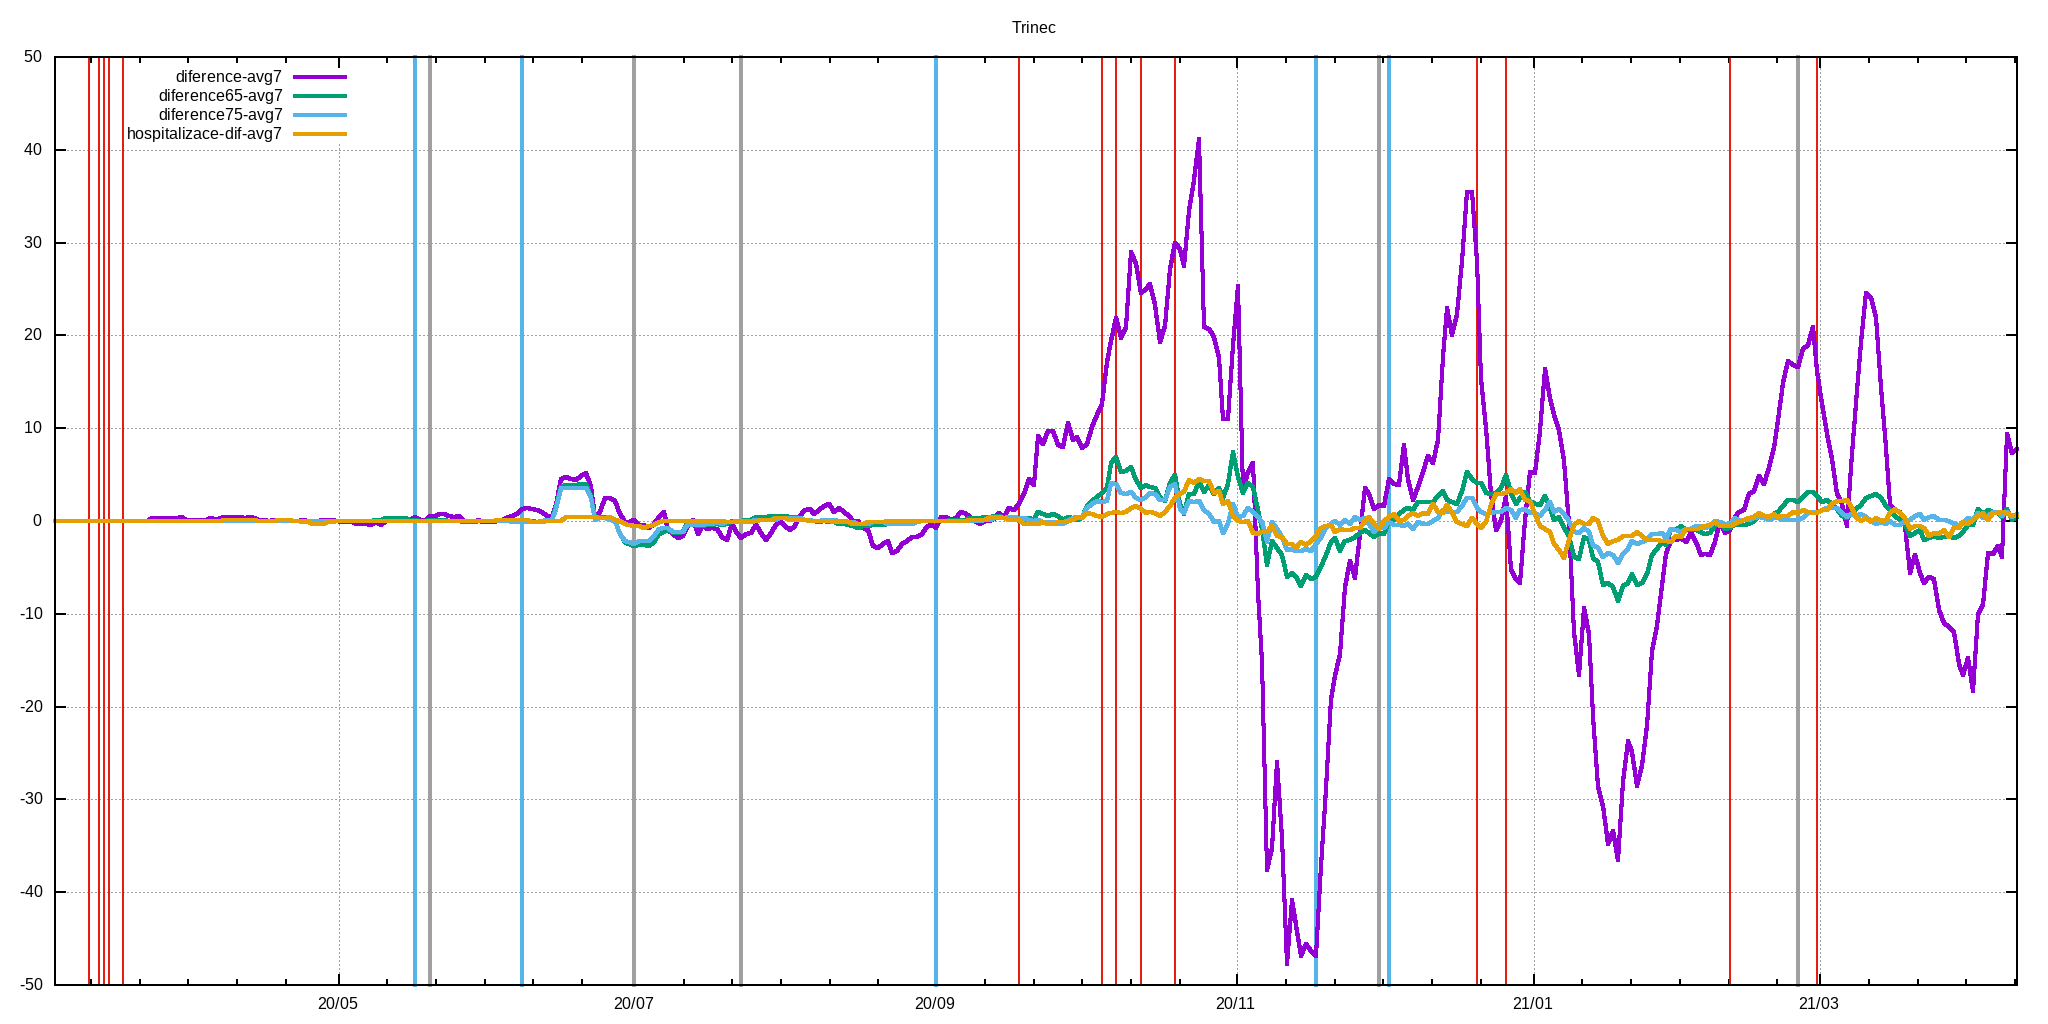 Trinec
diference-avg7
diference65-avg7
diference75-avg7
hospitalizace-dif-avg7
50
40
30
20
10
0
-10
-20
-30
-40
-50
20/05 20/07 20/09 20/11 21/01 21/03